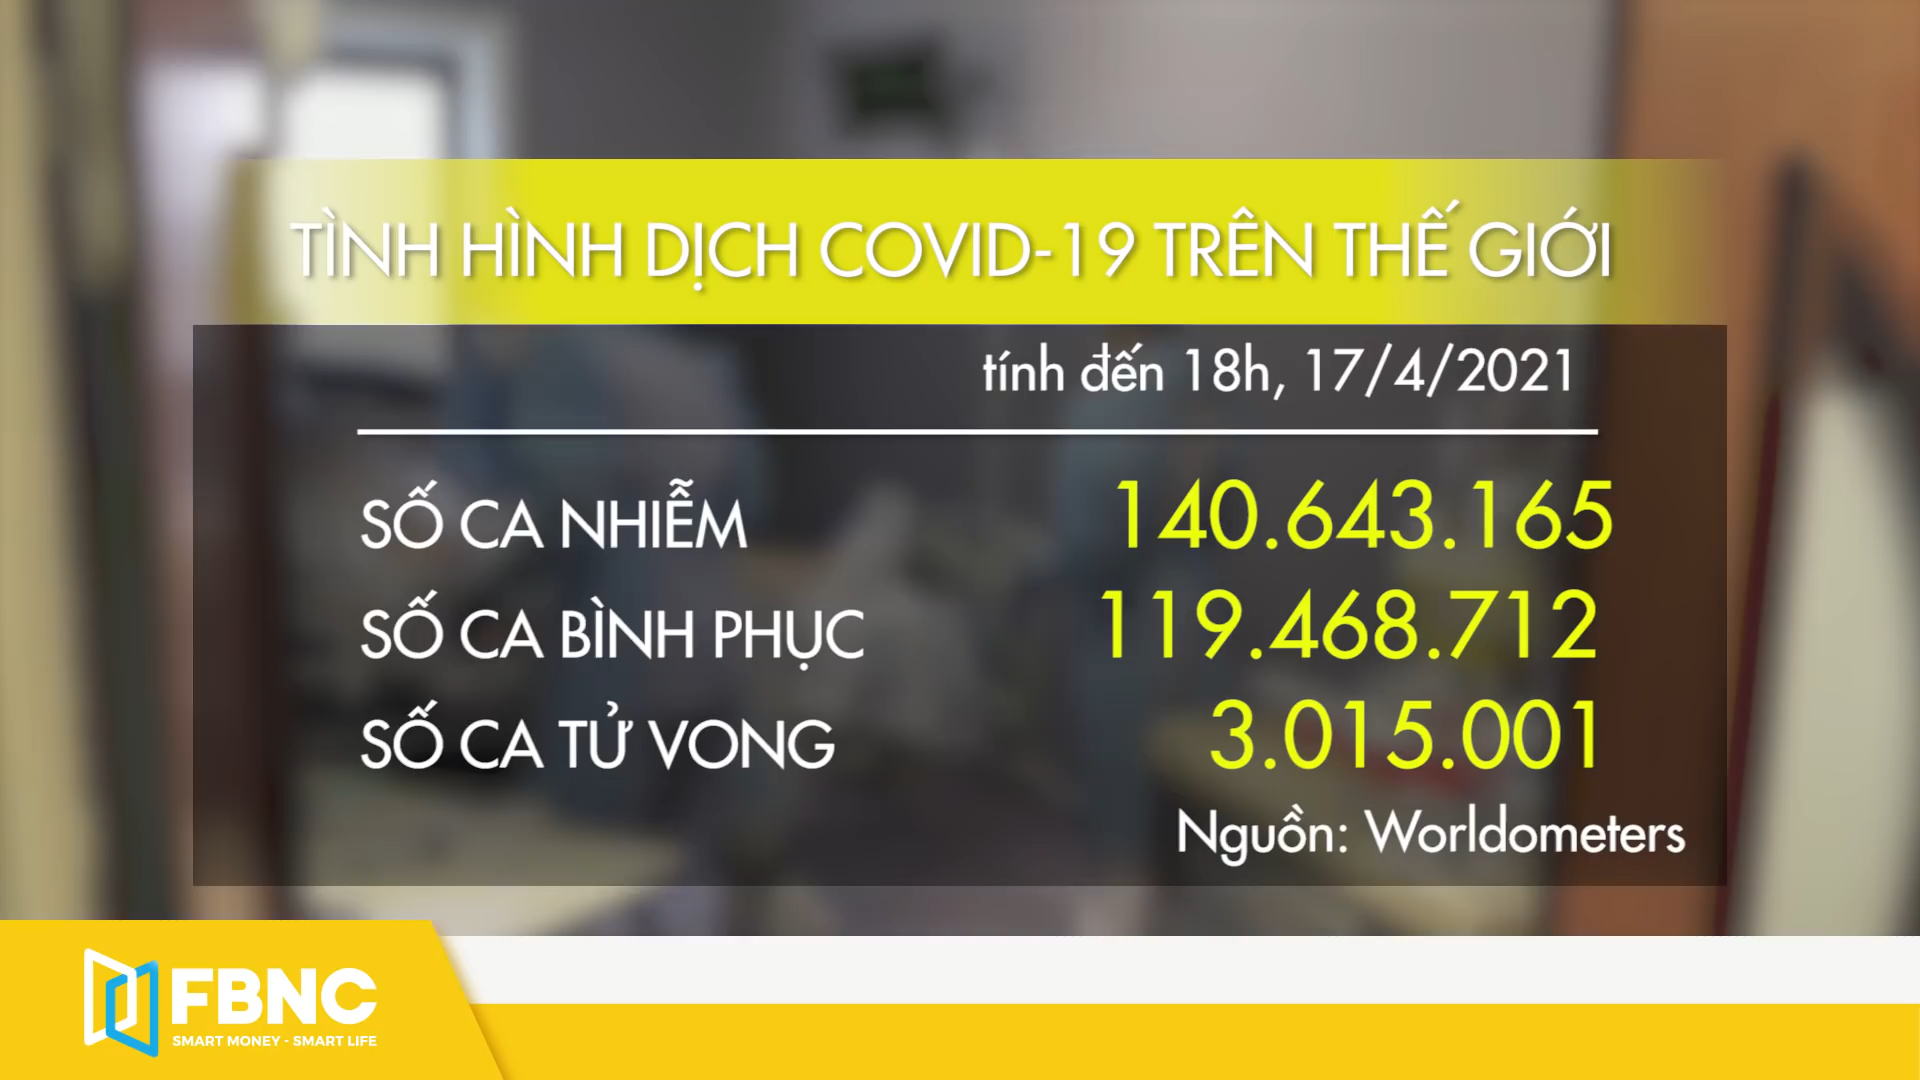 TÌNH HÌNH DỊCH COVID-19 TRÊN THẾ GIỚI
tính đến 18h, 17/4/2021
SỐ CA NHIỄM 140.643.165
SỐ CA BÌNH PHỤC 119.468.712
SỐ CA TỬ VONG 3.015.001
Nguồn: Worldometers
FBNC
SMART MONEY - SMART LIFE